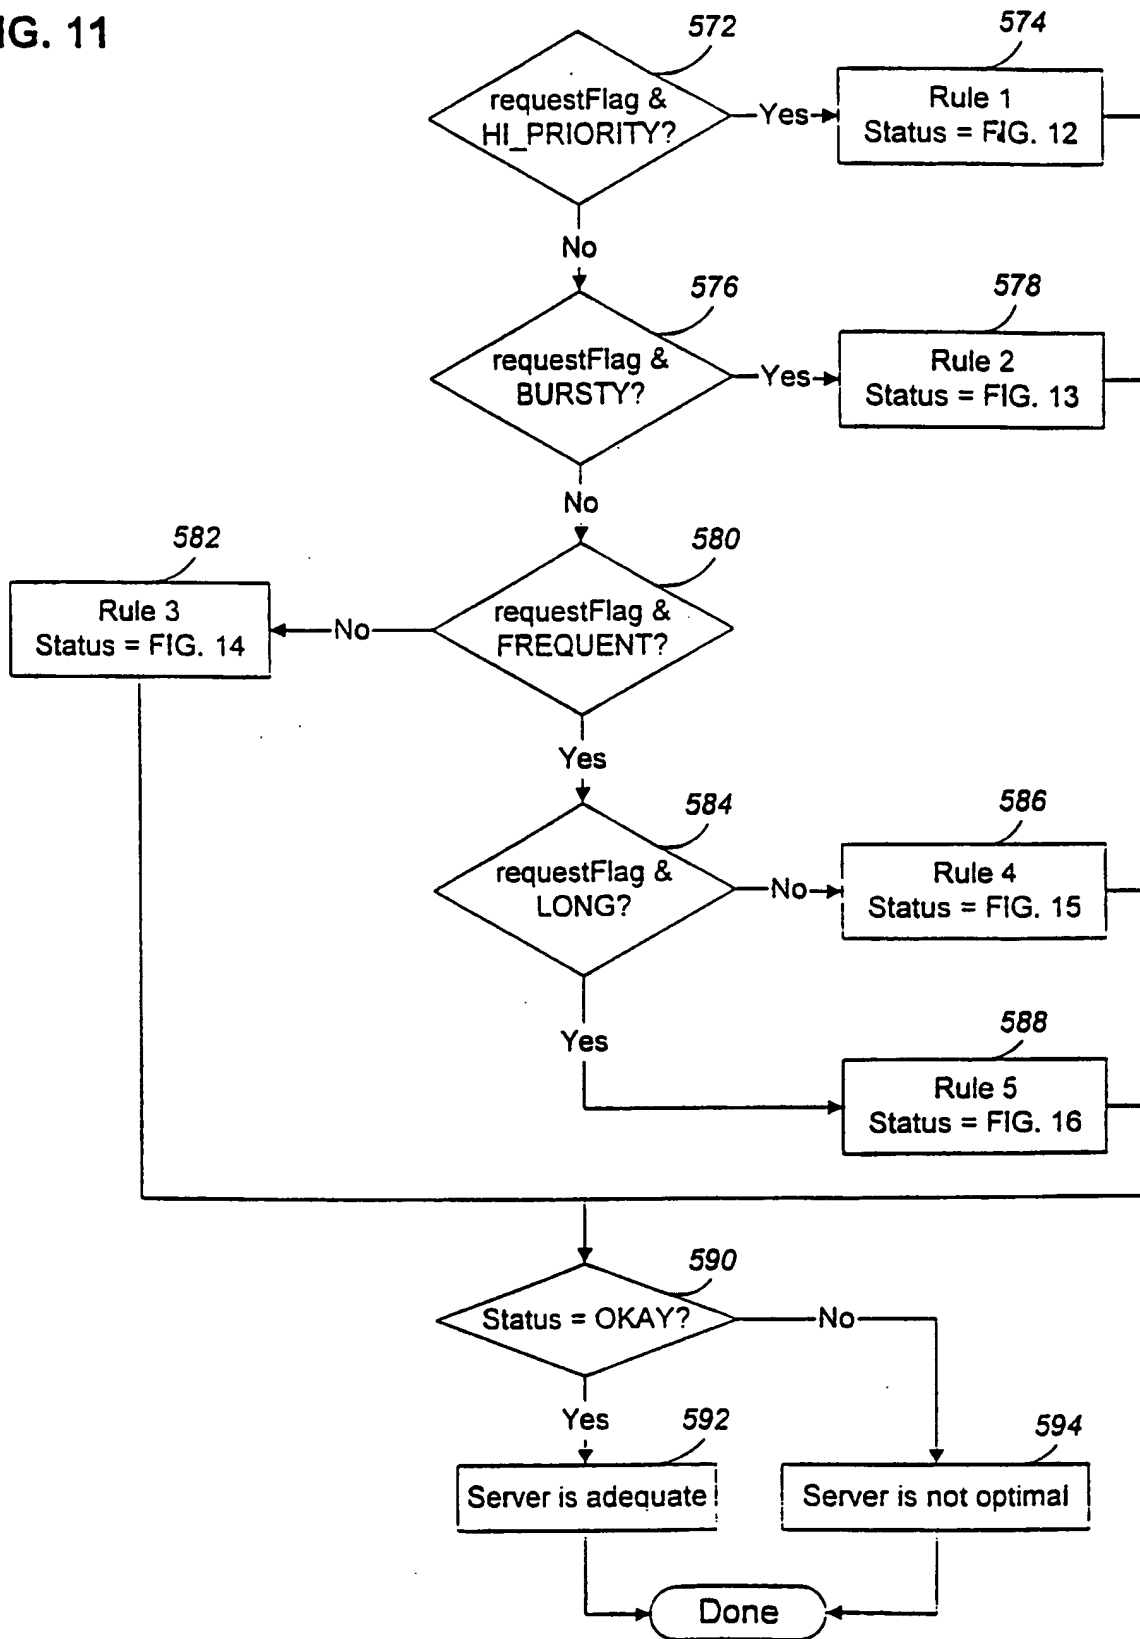 IG. 11
572
574
requestFlag &
HI_PRIORITY?
Yes
Rule 1
Status = FIG. 12
No
576
578
requestFlag &
BURSTY?
Yes
Rule 2
Status = FIG. 13
No
582
580
Rule 3
Status = FIG. 14
No
requestFlag &
FREQUENT?
Yes
584
586
requestFlag &
LONG?
No
Rule 4
Status = FIG. 15
Yes
588
Rule 5
Status = FIG. 16
590
Status = OKAY?
No
Yes
592
594
Server is adequate
Server is not optimal
Done